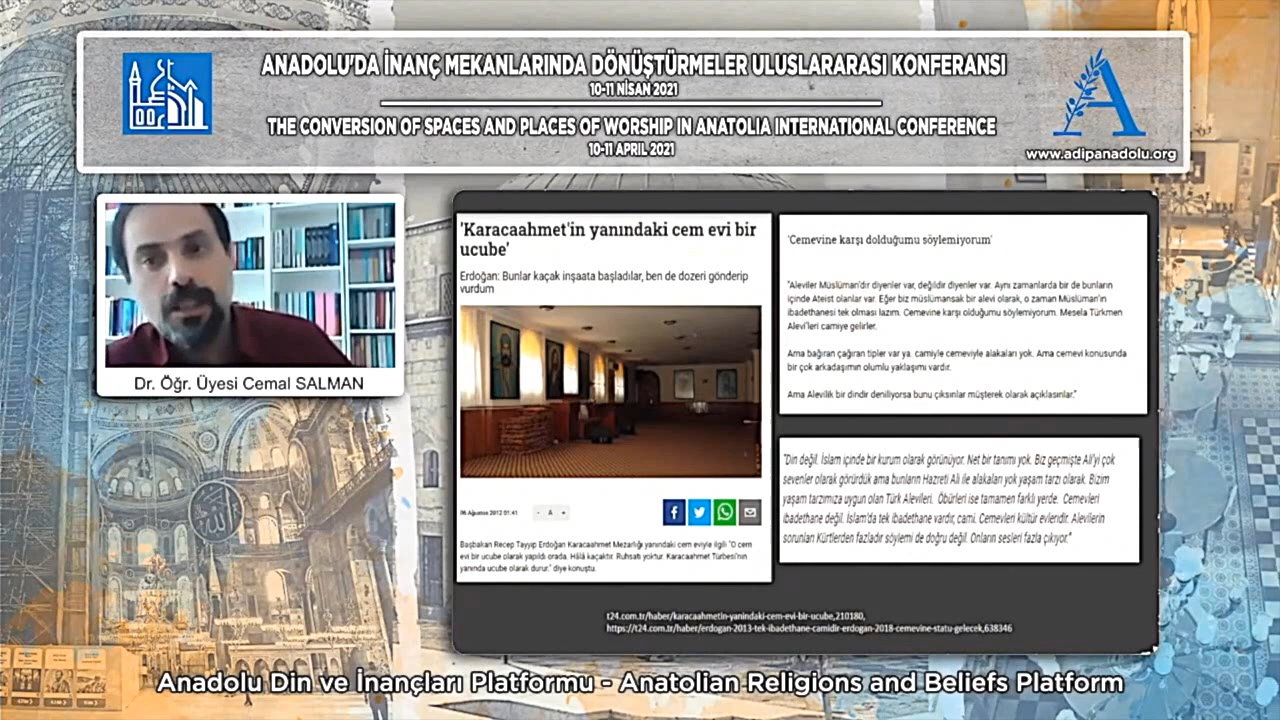 ANADOLU'DA İNANÇ MEKANLARINDA DÖNÜŞTÜRMELER ULUSLARARASI KONFERANSI
10-11 NİSAN 2021
THE CONVERSION OF SPACES AND PLACES OF WORSHIP IN ANATOLIA INTERNATIONAL CONFERENCE
10-11 APRIL 2021
www.adipanadolu.org
Dr. Öğr. Üyesi Cemal SALMAN
'Karacaahmet'in yanındaki cem evi bir
ucube'
Erdoğan: Bunlar kaçak inşaata başladılar, ben de dozeri gönderip
vurdum
06 Ağustos 2012 01:41
- A +
Başbakan Recep Tayyip Erdoğan Karacaahmet Mezarlığı yanındaki cem eviyle ilgili "O cem
evi bir ucube olarak yapıldı orada. Hâlâ kaçaktır. Ruhsatı yoktur. Karacaahmet Türbesi'nin
yanında ucube olarak durur." diye konuştu.
'Cemevine karşı dolduğumu söylemiyorum'
"Aleviler Müslüman'dır diyenler var, değildir diyenler var. Aynı zamanlarda bir de bunların
içinde Ateist olanlar var. Eğer biz müslümansak bir alevi olarak, o zaman Müslüman'ın
ibadethanesi tek olması lazım. Cemevine karşı olduğumu söylemiyorum. Mesela Türkmen
Alevi'leri camiye gelirler.
Ama bağıran çağıran tipler var ya. camiyle cemeviyle alakaları yok. Ama cemevi konusunda
bir çok arkadaşımın olumlu yaklaşımı vardır.
Ama Alevilik bir dindir deniliyorsa bunu çıksınlar müşterek olarak açıklasınlar."
"Din değil. İslam içinde bir kurum olarak görünüyor. Net bir tanımı yok. Biz geçmişte Ali'yi çok
sevenler olarak görürdük ama bunların Hazreti Ali ile alakaları yok yaşam tarzı olarak. Bizim
yaşam tarzımıza uygun olan Türk Alevileri. Öbürleri ise tamamen farklı yerde. Cemevleri
ibadethane değil. İslam'da tek ibadethane vardır, cami. Cemevleri kültür evleridir. Alevilerin
sorunları Kürtlerden fazladır söylemi de doğru değil. Onların sesleri fazla çıkıyor."
t24.com.tr/haber/karacaahmetin-yanindaki-cem-evi-bir-ucube,210180,
https://t24.com.tr/haber/erdogan-2013-tek-ibadethane-camidir-erdogan-2018-cemevine-statu-gelecek,638346
Anadolu Din ve İnançları Platformu - Anatolian Religions and Beliefs Platform